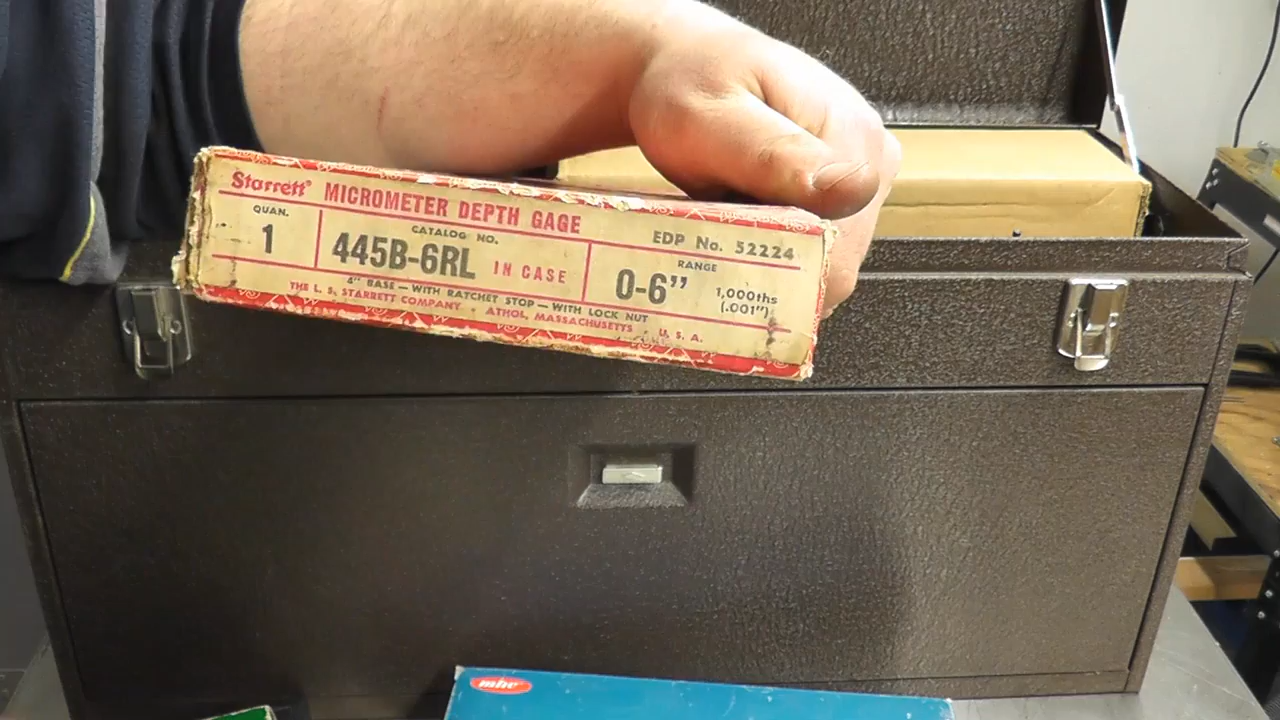 Starrett® MICROMETER DEPTH GAGE
QUAN. 1
CATALOG NO. 445B-6RL IN CASE
EDP No. 52224
RANGE 0-6” 1,000ths (.001”)
4" BASE — WITH RATCHET STOP — WITH LOCK NUT
THE L. S. STARRETT COMPANY · ATHOL, MASSACHUSETTS · U. S. A.
mhc